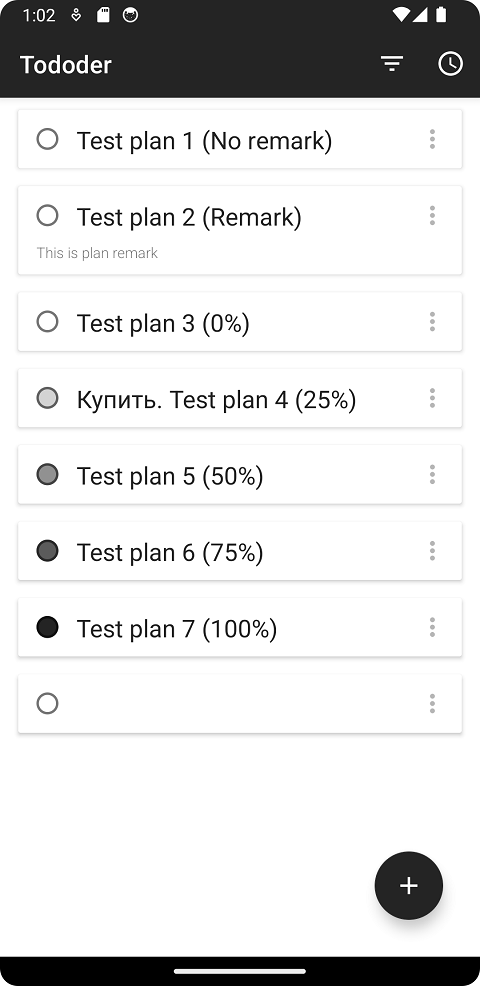 1:02
Tododer
Test plan 1 (No remark)
Test plan 2 (Remark)
This is plan remark
Test plan 3 (0%)
Купить. Test plan 4 (25%)
Test plan 5 (50%)
Test plan 6 (75%)
Test plan 7 (100%)